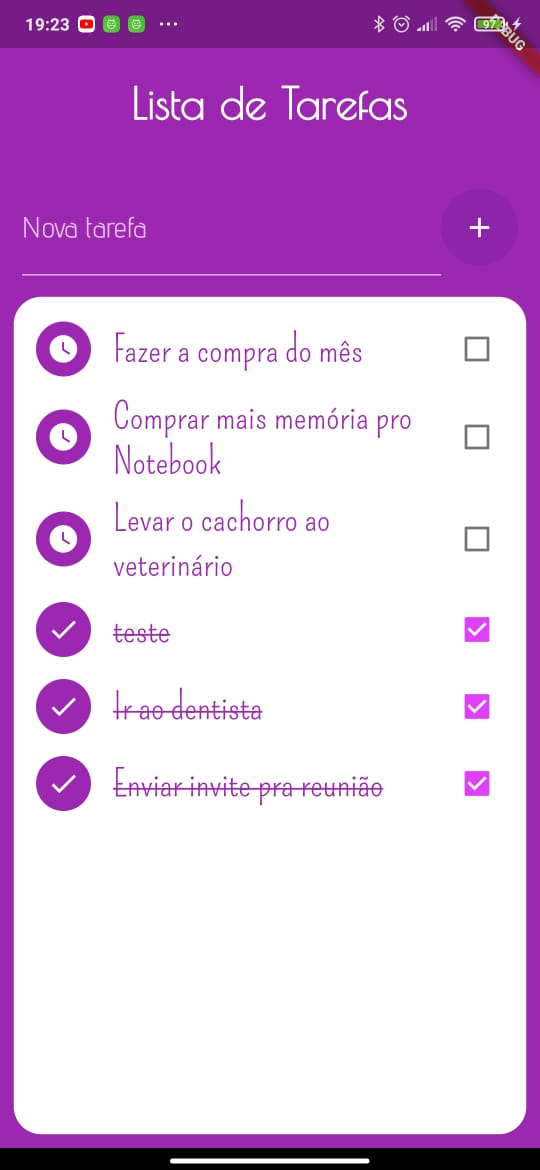 19:23
97
DEBUG
Lista de Tarefas
Nova tarefa
Fazer a compra do mês
Comprar mais memória pro
Notebook
Levar o cachorro ao
veterinário
teste
Ir ao dentista
Enviar invite pra reunião